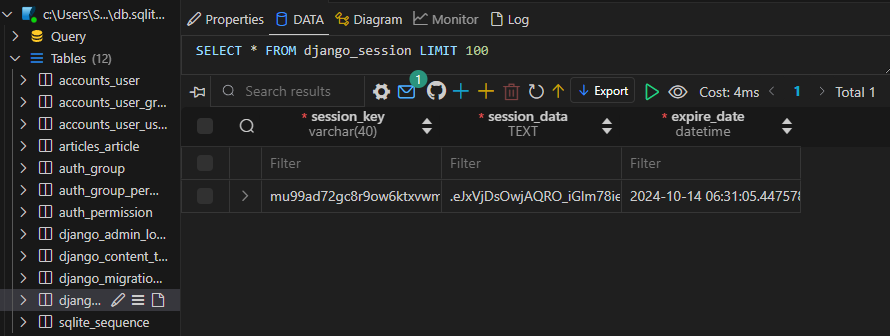 c:\Users\S...\db.sqlit...
Query
Tables (12)
accounts_user
accounts_user_gr...
accounts_user_us...
articles_article
auth_group
auth_group_per...
auth_permission
django_admin_lo...
django_content_t...
django_migratio...
djang...
sqlite_sequence
Properties
DATA
Diagram
Monitor
Log
SELECT * FROM django_session LIMIT 100
Search results
1
Export
Cost: 4ms
1
Total 1
* session_key
varchar(40)
* session_data
TEXT
* expire_date
datetime
Filter
Filter
Filter
mu99ad72gc8r9ow6ktxvwm
.eJxVjDsOwjAQRO_iGlm78ie
2024-10-14 06:31:05.447578